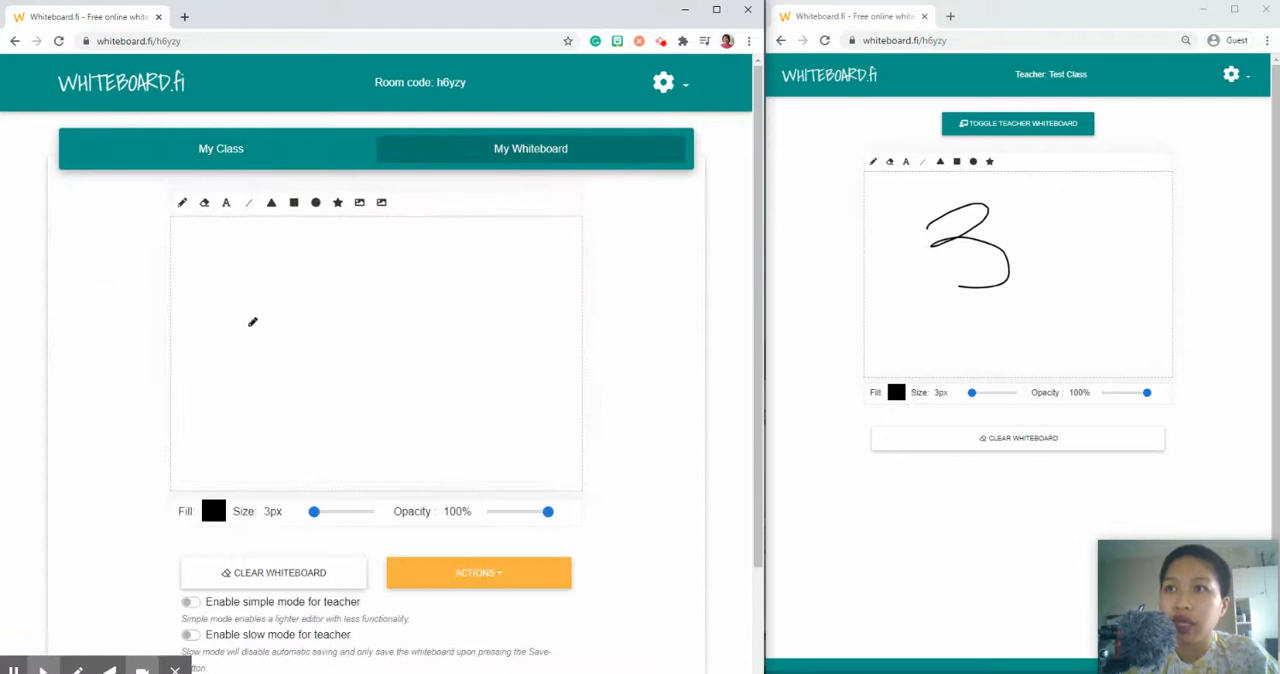 Whiteboard.fi - Free online white
whiteboard.fi/h6yzy
WHITEBOARD.fi
Room code: h6yzy
My Class
My Whiteboard
A
Fill:
Size: 3px
Opacity : 100%
CLEAR WHITEBOARD
ACTIONS
Enable simple mode for teacher
Simple mode enables a lighter editor with less functionality.
Enable slow mode for teacher
Slow mode will disable automatic saving and only save the whiteboard upon pressing the Save-
button.
Whiteboard.fi - Free online white
whiteboard.fi/h6yzy
Guest
WHITEBOARD.fi
Teacher: Test Class
TOGGLE TEACHER WHITEBOARD
A
3
Fill:
Size: 3px
Opacity : 100%
CLEAR WHITEBOARD